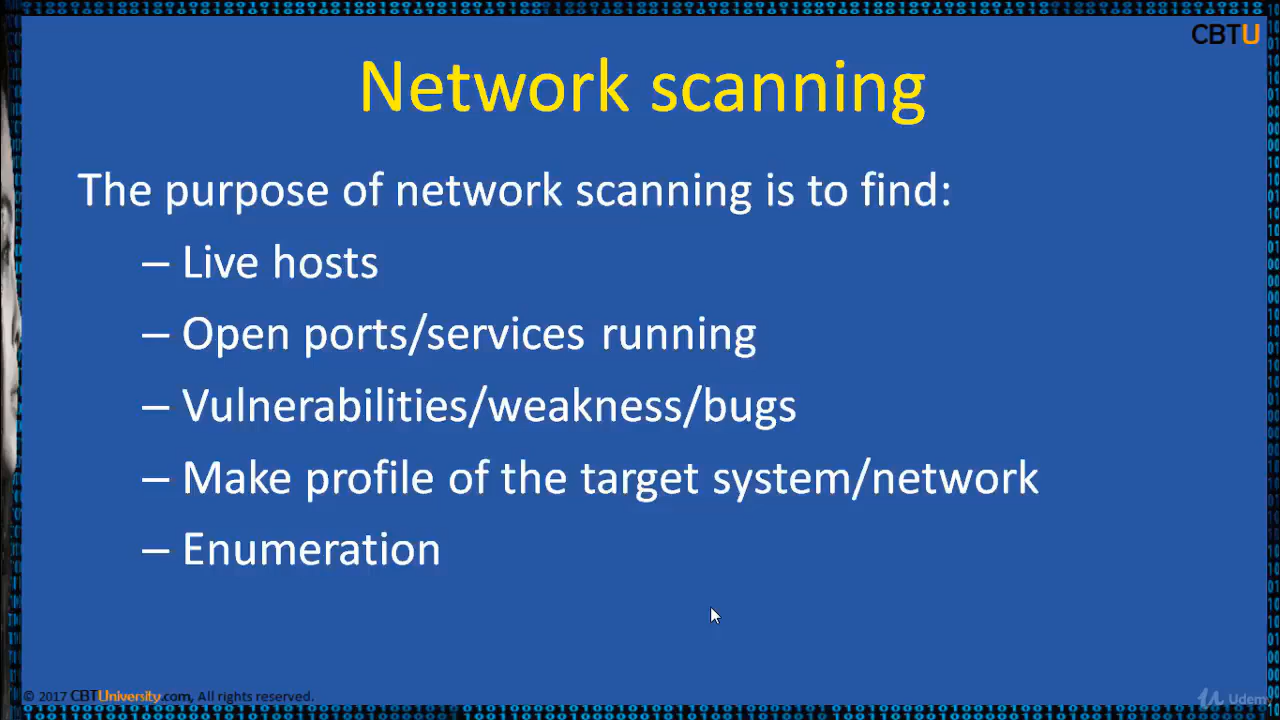 CBTU
Network scanning
The purpose of network scanning is to find:
– Live hosts
– Open ports/services running
– Vulnerabilities/weakness/bugs
– Make profile of the target system/network
– Enumeration
© 2017 CBTUniversity.com, All rights reserved.